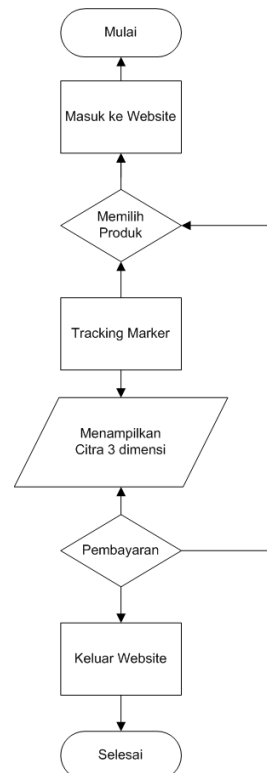 Mulai
Masuk ke Website
Memilih
Produk
Tracking Marker
Menampilkan
Citra 3 dimensi
Pembayaran
Keluar Website
Selesai